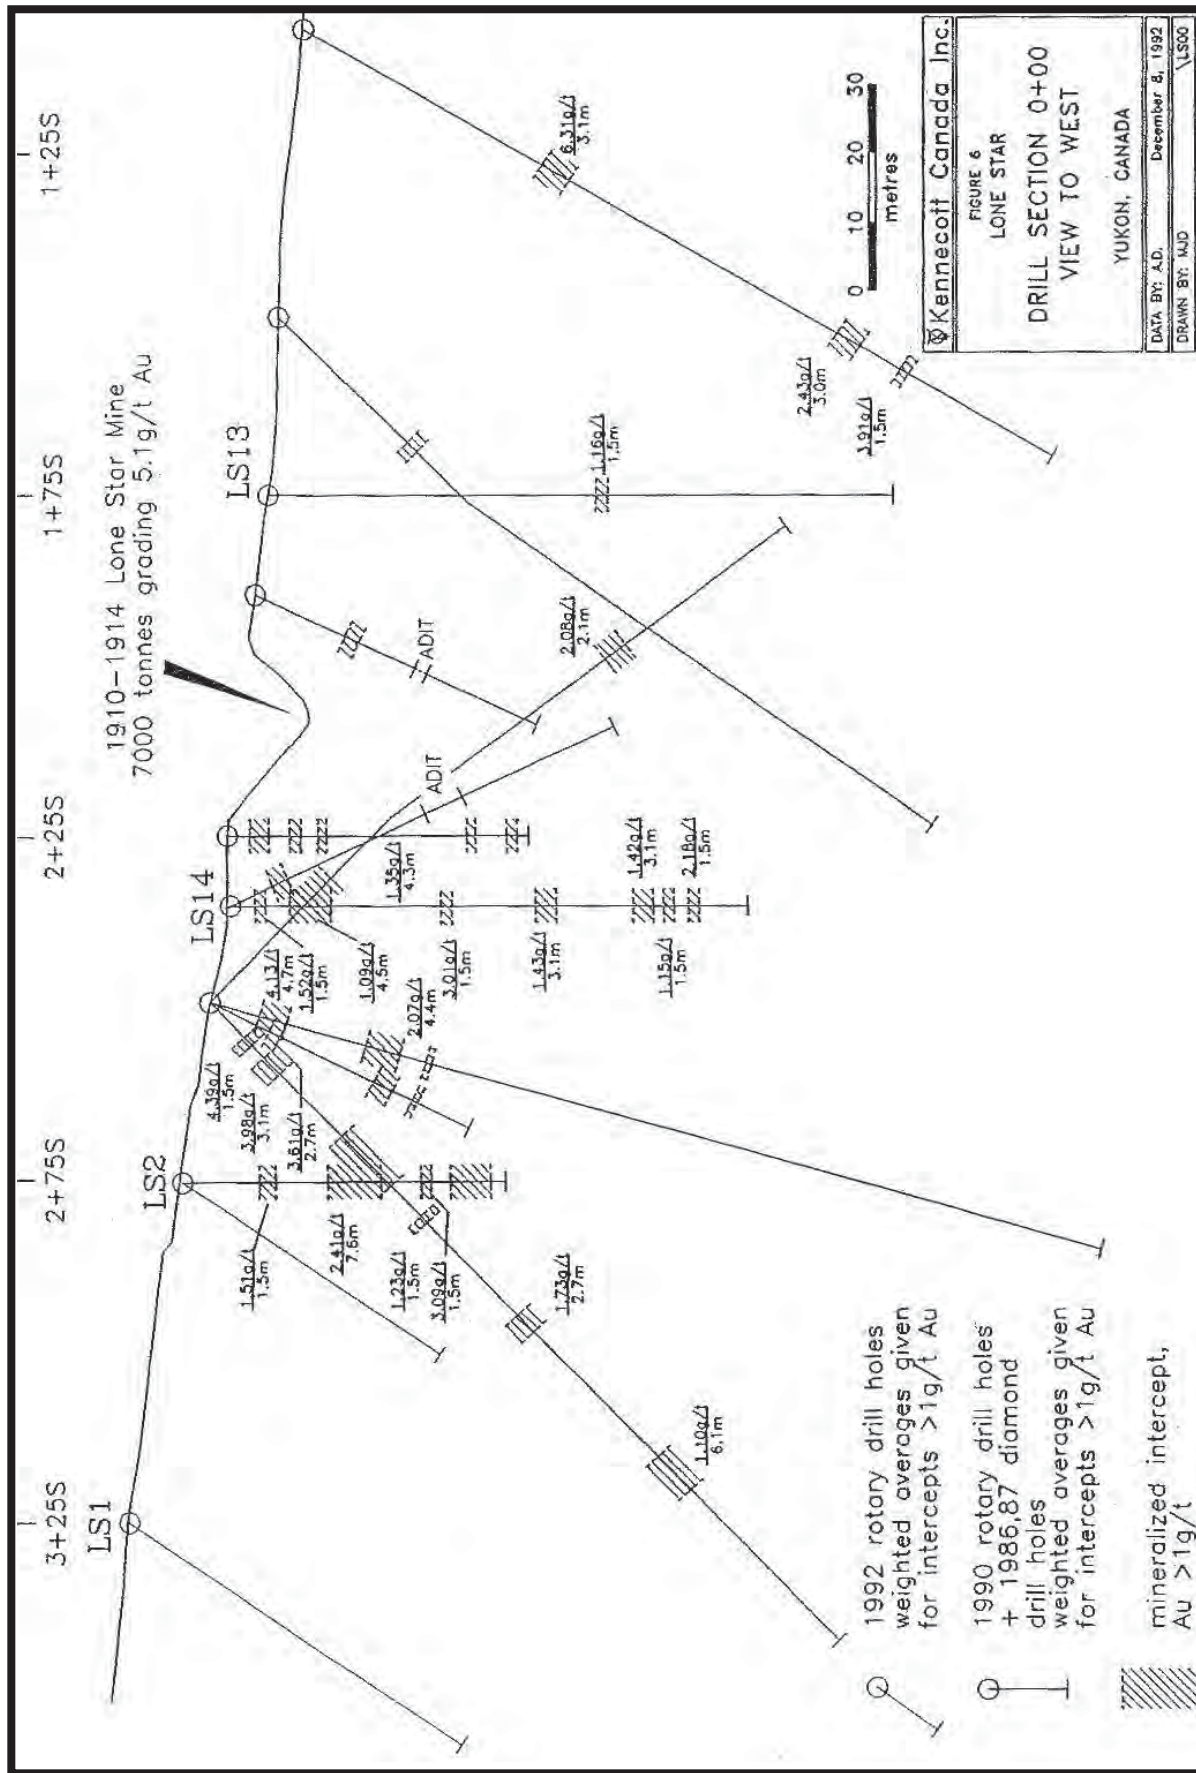 3+25S
2+75S
2+25S
1+75S
1+25S
1910-1914 Lone Star Mine
7000 tonnes grading 5.1g/t Au
LS1
LS2
LS14
LS13
ADIT
ADIT
4.39g/t
1.5m
3.98g/t
3.1m
3.61g/t
2.7m
4.13/t
4.7m
1.52g/t
1.5m
1.09g/t
4.5m
2.07g/t
4.4m
3.01g/t
1.5m
1.43g/t
3.1m
1.15g/t
1.5m
1.35g/t
4.3m
1.42g/t
3.1m
2.18g/t
1.5m
2.08g/t
2.1m
1.16g/t
1.5m
6.31g/t
3.1m
2.43g/t
3.0m
3.91g/t
1.5m
1.51g/t
1.5m
2.41g/t
7.6m
1.23g/t
1.5m
3.09g/t
1.5m
1.73g/t
2.7m
1.10g/t
6.1m
1992 rotary drill holes
weighted averages given
for intercepts >1g/t Au
1990 rotary drill holes
+ 1986,87 diamond
drill holes
weighted averages given
for intercepts >1g/t Au
mineralized intercept,
Au >1g/t
0 10 20 30
metres
Kennecott Canada Inc.
FIGURE 6
LONE STAR
DRILL SECTION 0+00
VIEW TO WEST
YUKON, CANADA
DATA BY: A.D. December 8, 1992
DRAWN BY: MJD \LS00